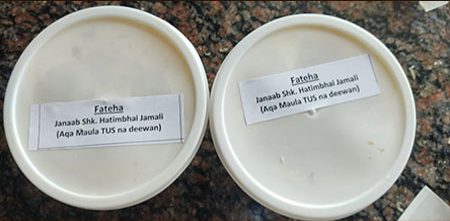 Fateha
Janaab Shk. Hatimbhai Jamali
(Aqa Maula TUS na deewan)
Fateha
Janaab Shk. Hatimbhai Jamali
(Aqa Maula TUS na deewan)